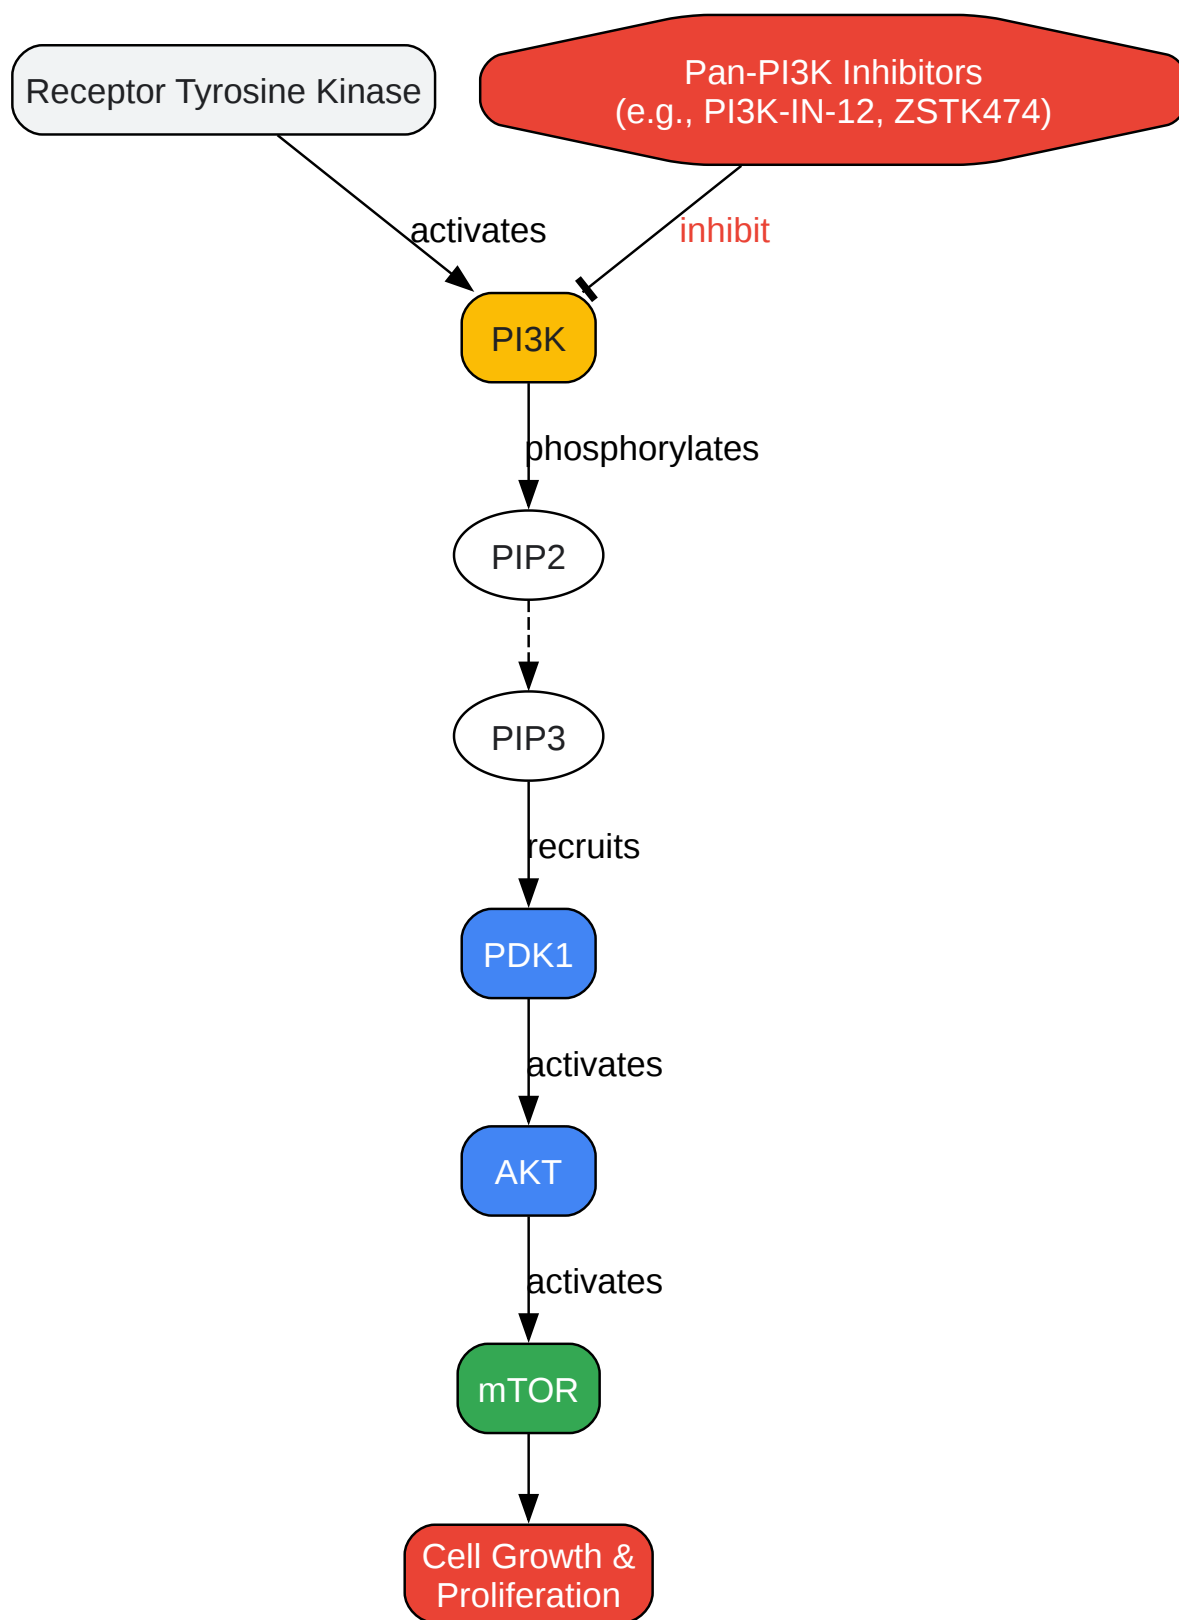 Receptor Tyrosine Kinase
Pan-PI3K Inhibitors
(e.g., PI3K-IN-12, ZSTK474)
activates
inhibit
PI3K
phosphorylates
PIP2
PIP3
recruits
PDK1
activates
AKT
activates
mTOR
Cell Growth &
Proliferation